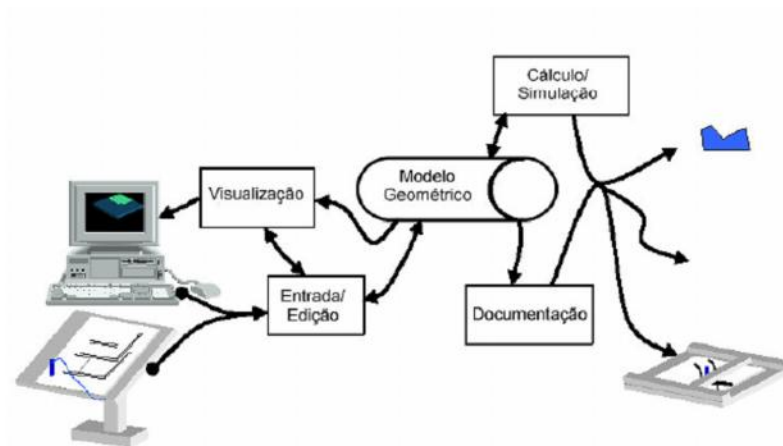 Cálculo/
Simulação
Modelo
Geométrico
Visualização
Entrada/
Edição
Documentação